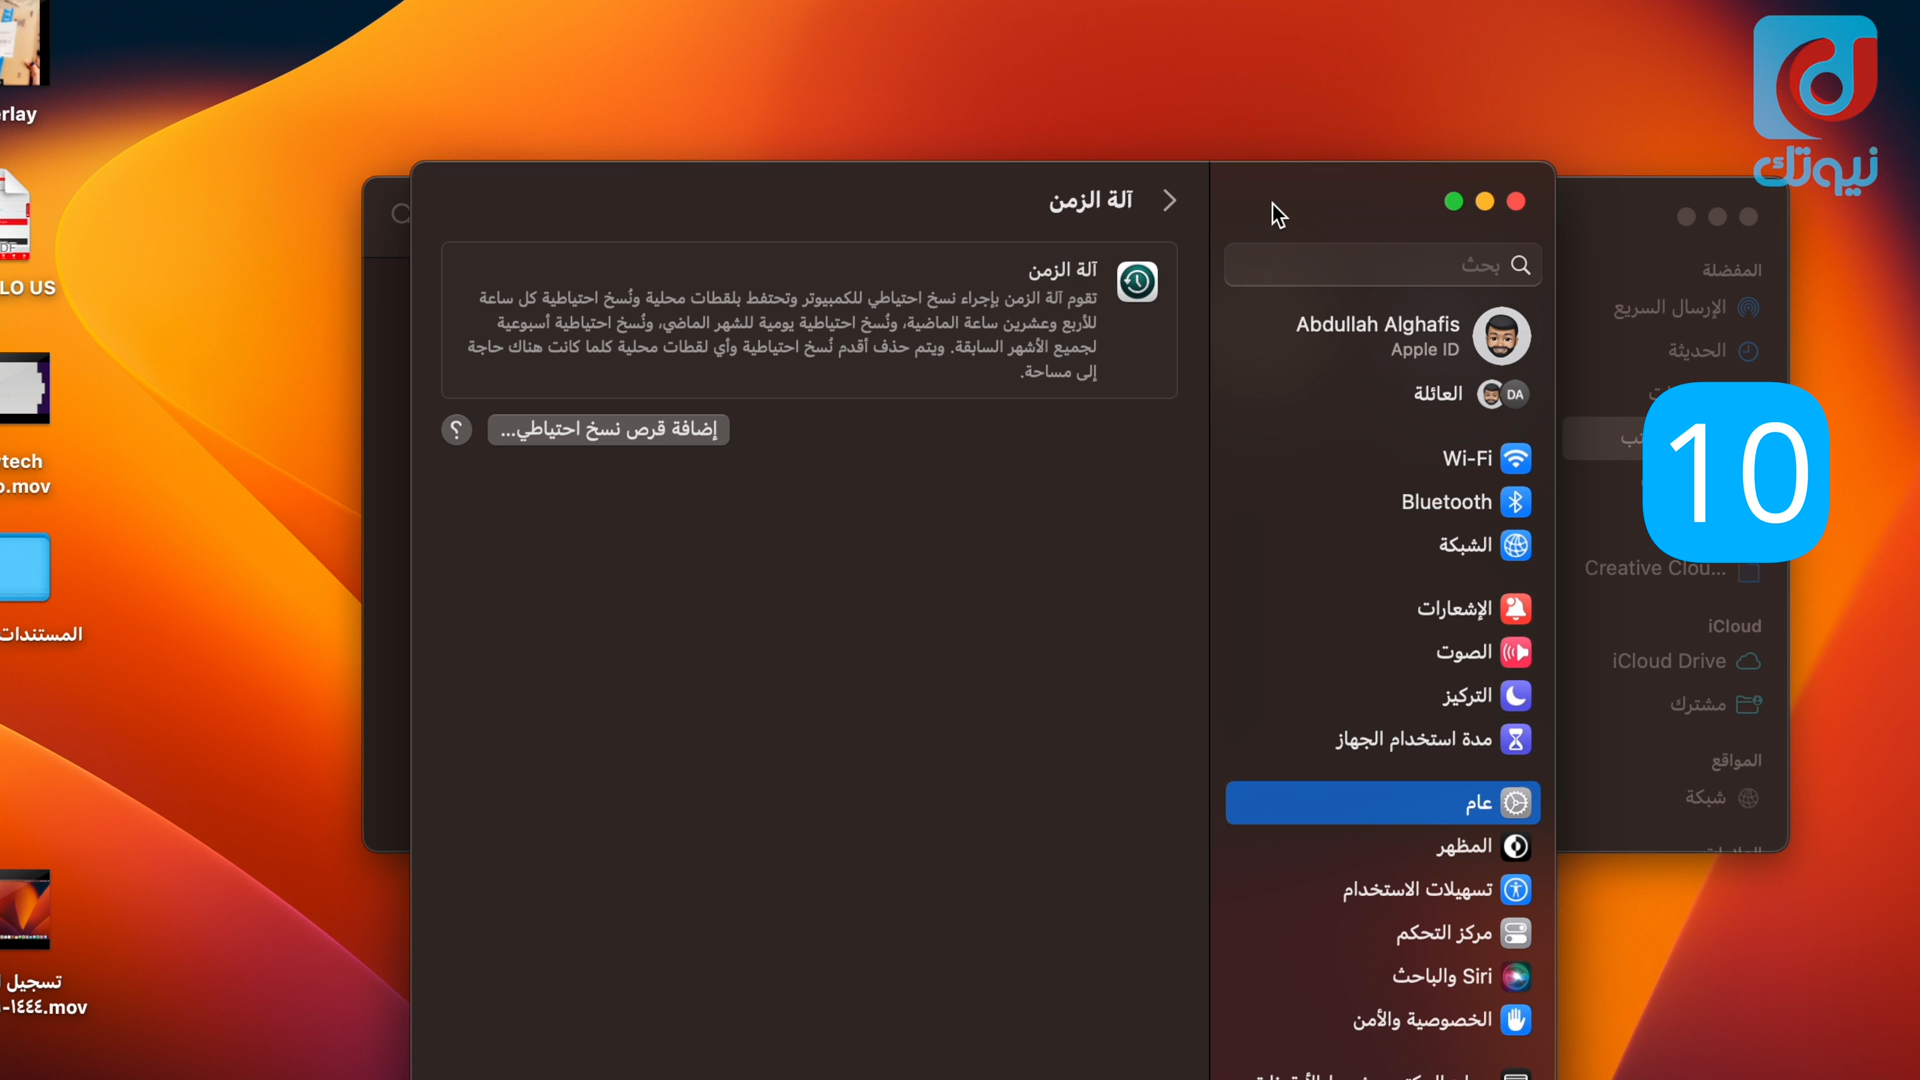 نيوتك
10
erlay
LO US
tech
o.mov
المستندات
تسجيل
-١٤٤٤.mov
آلة الزمن
آلة الزمن
تقوم آلة الزمن بإجراء نسخ احتياطي للكمبيوتر وتحتفظ بلقطات محلية ونُسخ احتياطية كل ساعة
للأربع وعشرين ساعة الماضية، ونُسخ احتياطية يومية للشهر الماضي، ونُسخ احتياطية أسبوعية
لجميع الأشهر السابقة. ويتم حذف أقدم نُسخ احتياطية وأي لقطات محلية كلما كانت هناك حاجة
إلى مساحة.
إضافة قرص نسخ احتياطي...
؟
بحث
Abdullah Alghafis
Apple ID
العائلة
DA
Wi-Fi
Bluetooth
الشبكة
الإشعارات
الصوت
التركيز
مدة استخدام الجهاز
عام
المظهر
تسهيلات الاستخدام
مركز التحكم
Siri والباحث
الخصوصية والأمن
المفضلة
الإرسال السريع
الحديثة
Creative Clou...
iCloud
iCloud Drive
مشترك
المواقع
شبكة